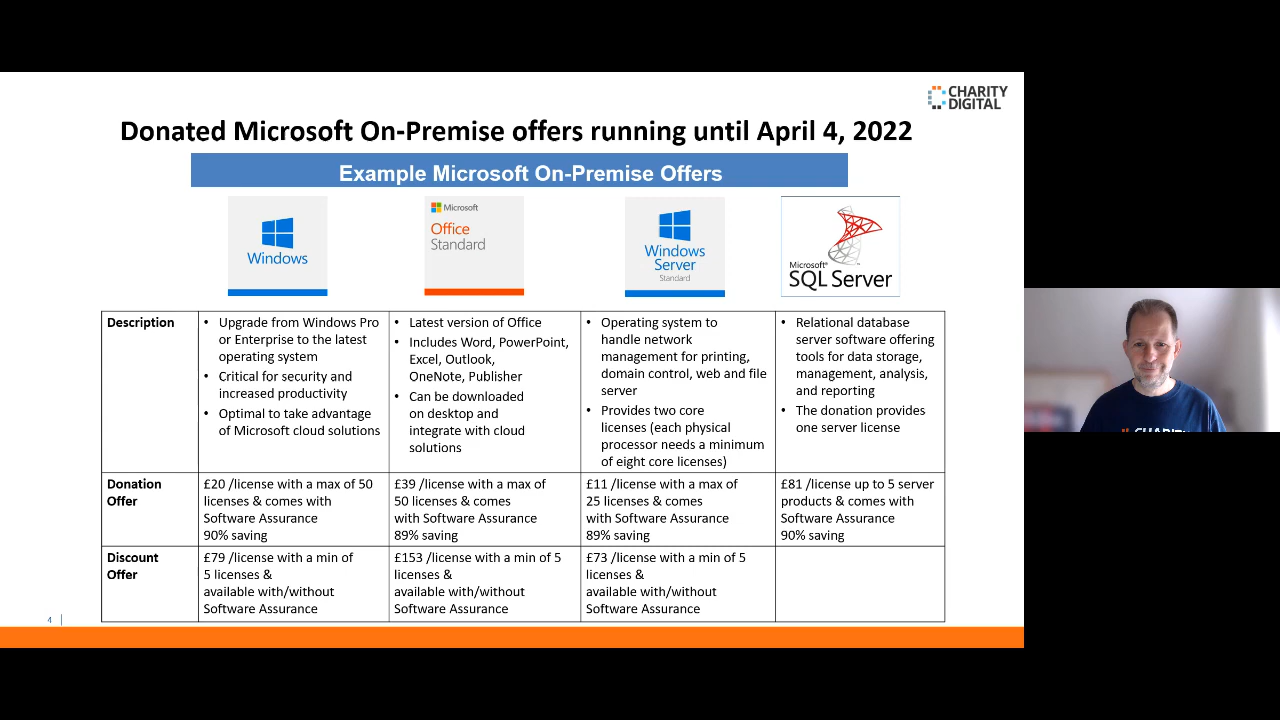 CHARITY
DIGITAL
Donated Microsoft On-Premise offers running until April 4, 2022
Example Microsoft On-Premise Offers
Windows
Microsoft
Office
Standard
Windows
Server
Standard
Microsoft®
SQL Server
Description
• Upgrade from Windows Pro
or Enterprise to the latest
operating system
• Critical for security and
increased productivity
• Optimal to take advantage
of Microsoft cloud solutions
• Latest version of Office
• Includes Word, PowerPoint,
Excel, Outlook,
OneNote, Publisher
• Can be downloaded
on desktop and
integrate with cloud
solutions
• Operating system to
handle network
management for printing,
domain control, web and file
server
• Provides two core
licenses (each physical
processor needs a minimum
of eight core licenses)
• Relational database
server software offering
tools for data storage,
management, analysis,
and reporting
• The donation provides
one server license
Donation
Offer
£20 /license with a max of 50
licenses & comes with
Software Assurance
90% saving
£39 /license with a max of
50 licenses & comes
with Software Assurance
89% saving
£11 /license with a max of
25 licenses & comes
with Software Assurance
89% saving
£81 /license up to 5 server
products & comes with
Software Assurance
90% saving
Discount
Offer
£79 /license with a min of
5 licenses &
available with/without
Software Assurance
£153 /license with a min of 5
licenses &
available with/without
Software Assurance
£73 /license with a min of 5
licenses &
available with/without
Software Assurance
4